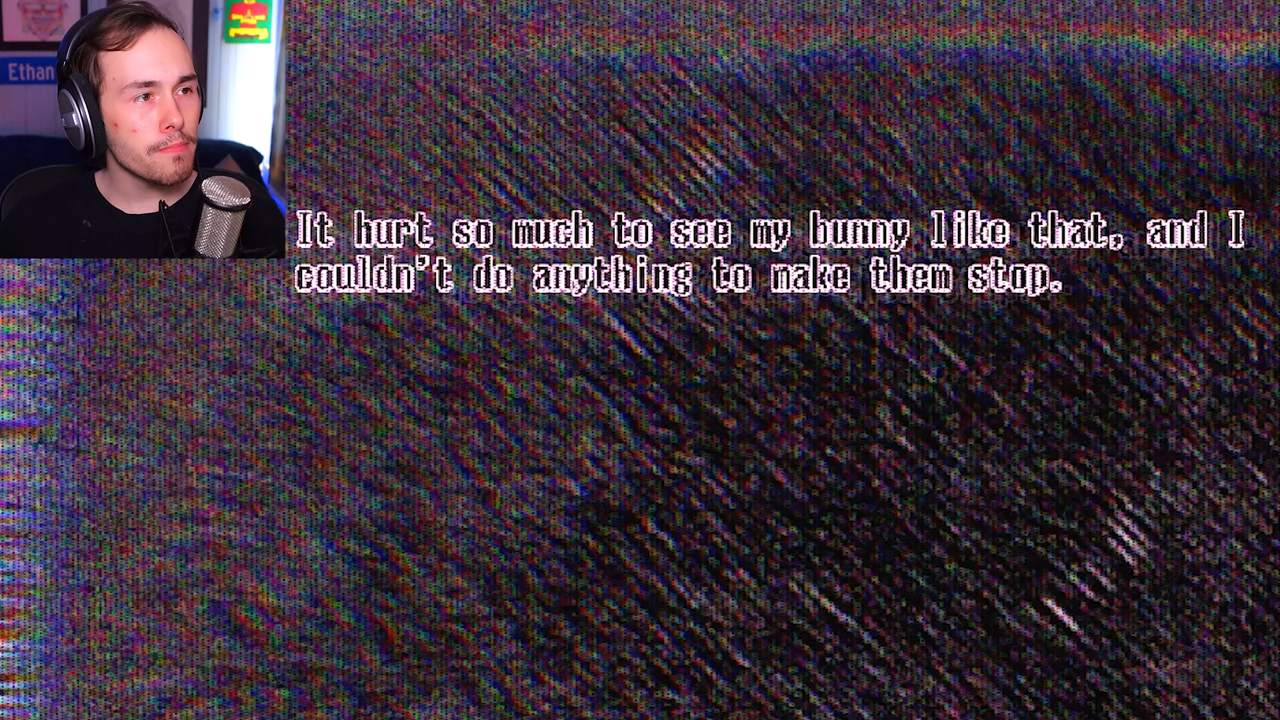 Ethan
It hurt so much to see my bunny like that, and I
couldn't do anything to make them stop.